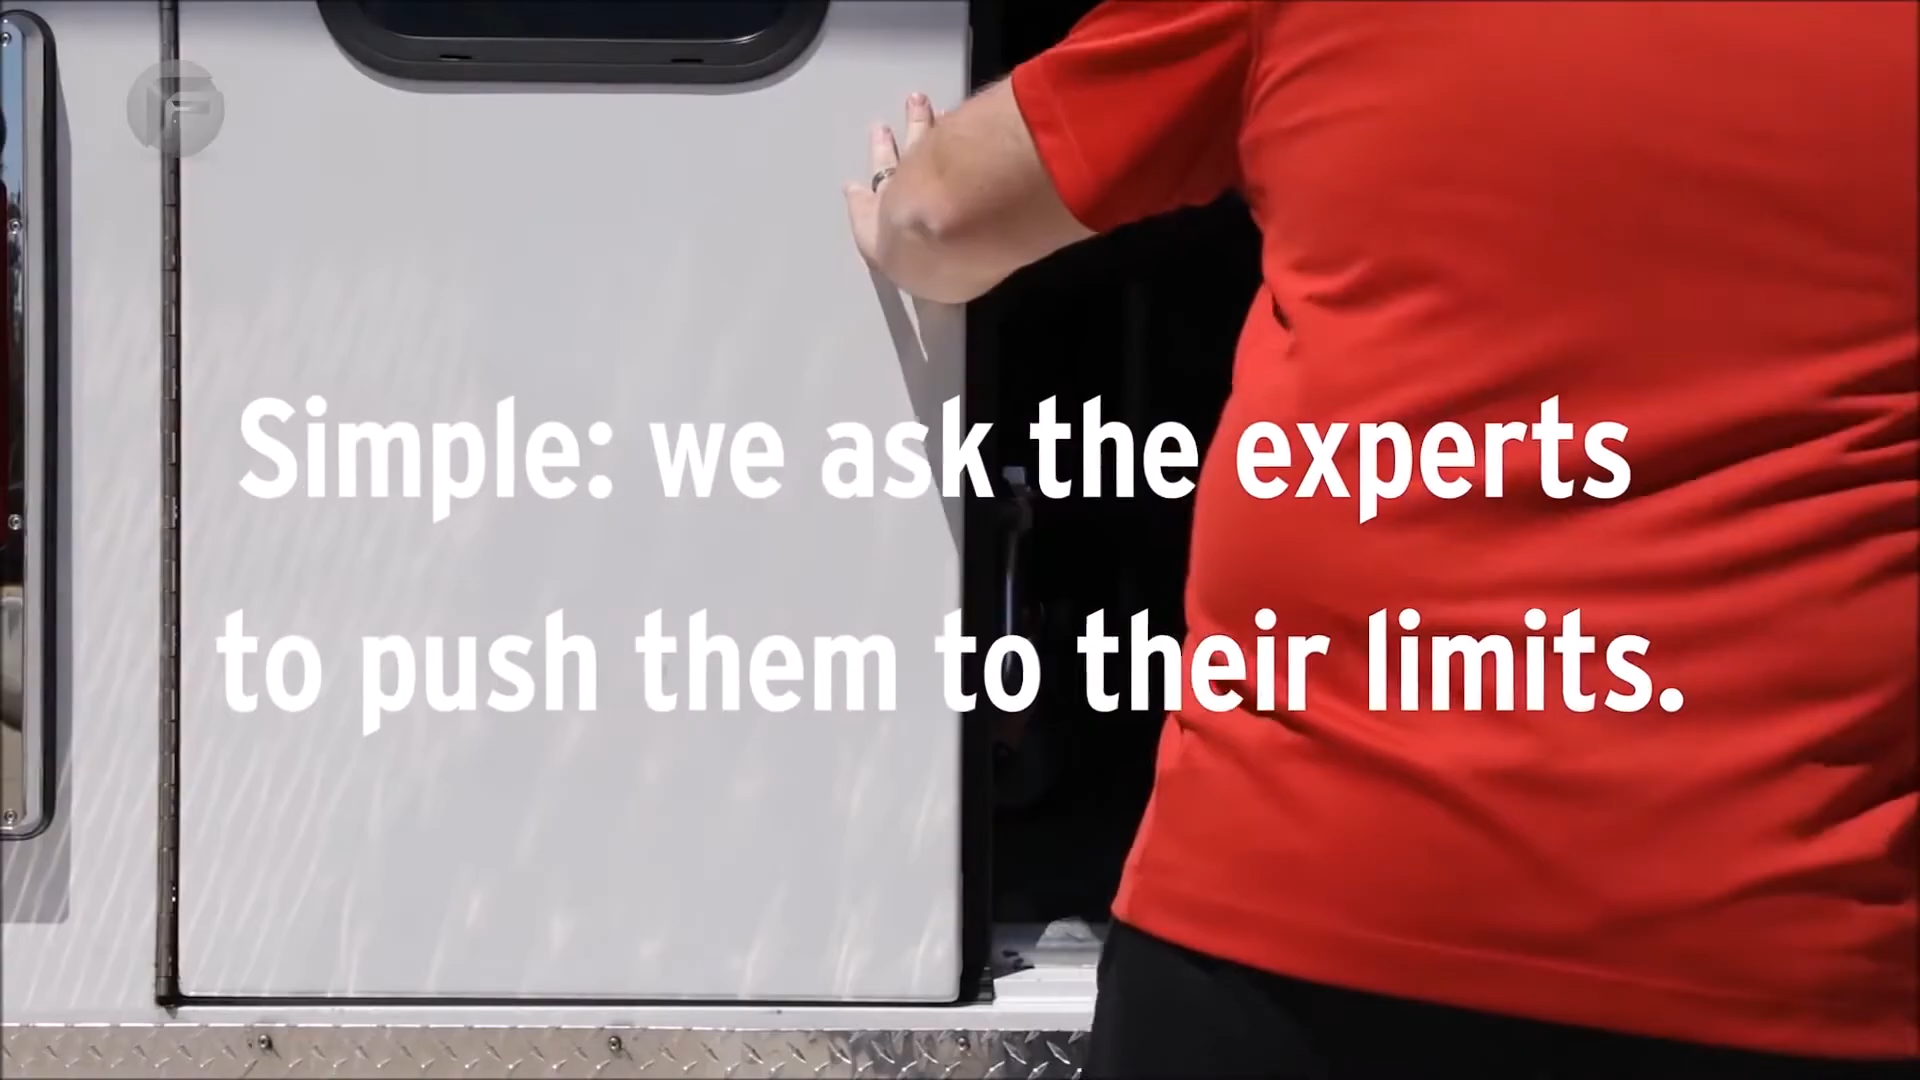 Simple: we ask the experts
to push them to their limits.